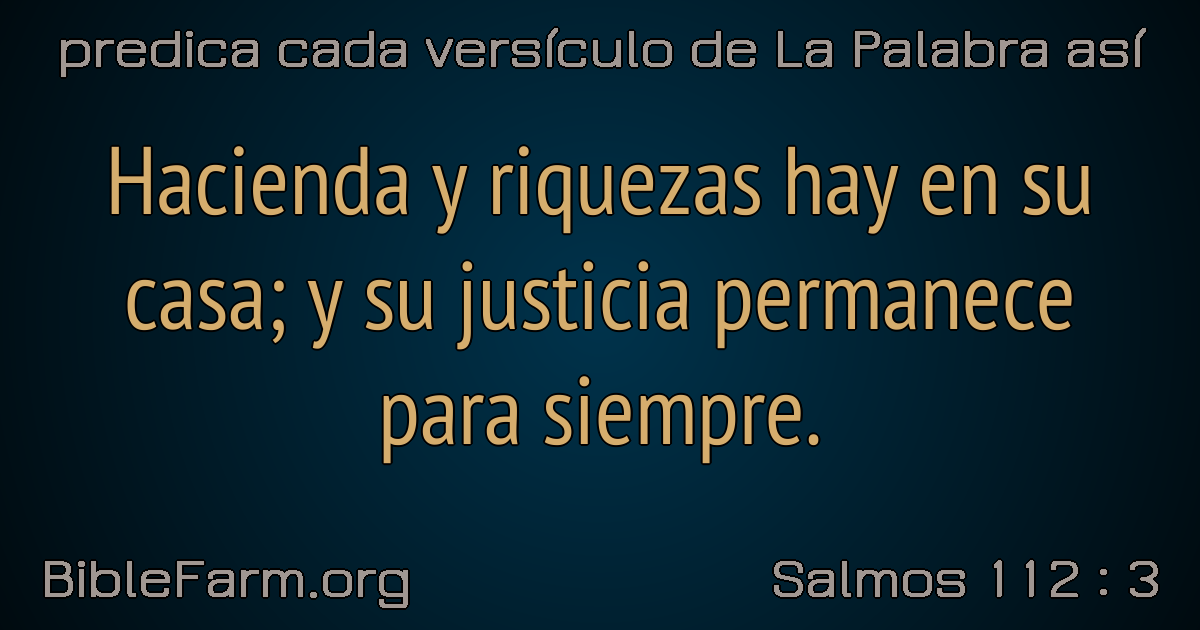 predica cada versículo de La Palabra así
Hacienda y riquezas hay en su
casa; y su justicia permanece
para siempre.
BibleFarm.org
Salmos 112 : 3